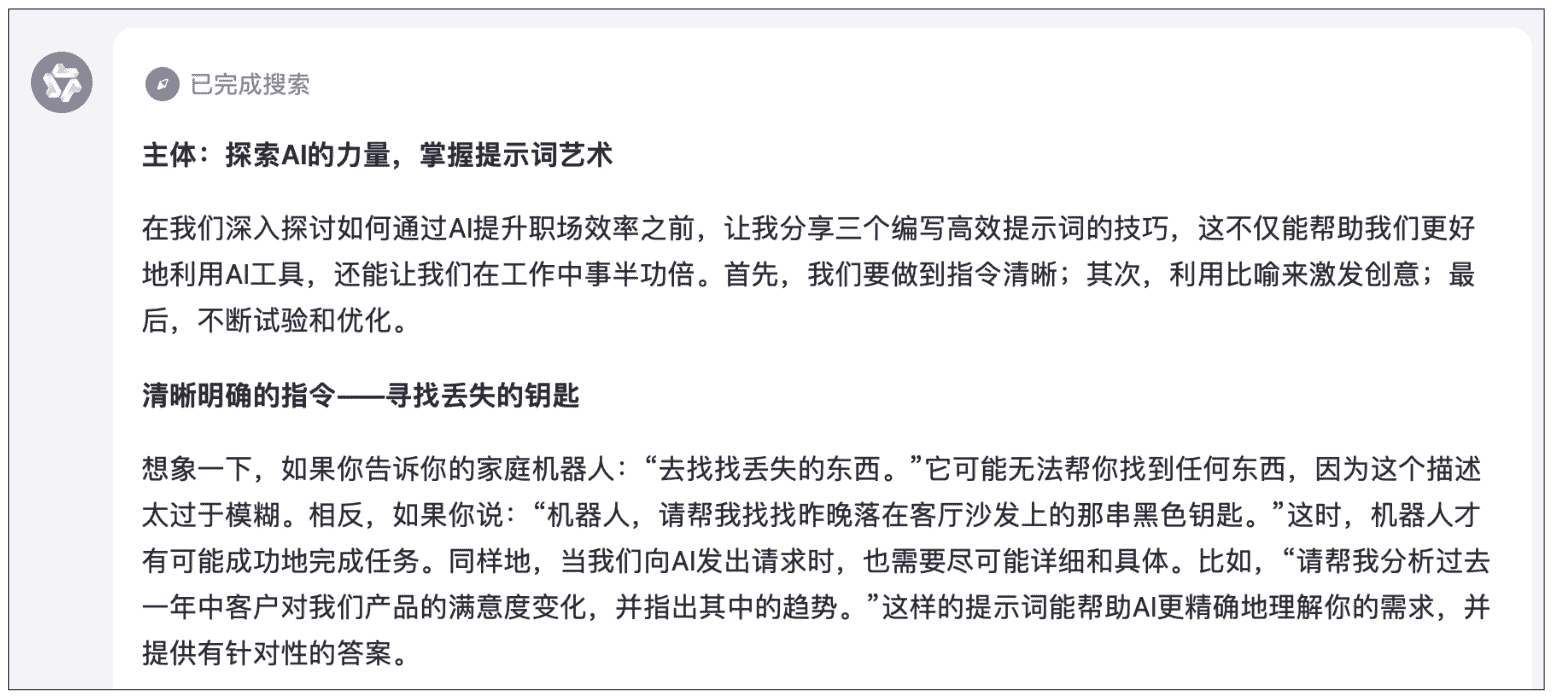 已完成搜索
主体：探索AI的力量，掌握提示词艺术
在我们深入探讨如何通过AI提升职场效率之前，让我分享三个编写高效提示词的技巧，这不仅能帮助我们更好
地利用AI工具，还能让我们在工作中事半功倍。首先，我们要做到指令清晰；其次，利用比喻来激发创意；最
后，不断试验和优化。
清晰明确的指令——寻找丢失的钥匙
想象一下，如果你告诉你的家庭机器人：“去找找丢失的东西。”它可能无法帮你找到任何东西，因为这个描述
太过于模糊。相反，如果你说：“机器人，请帮我找找昨晚落在客厅沙发上的那串黑色钥匙。”这时，机器人才
有可能成功地完成任务。同样地，当我们向AI发出请求时，也需要尽可能详细和具体。比如，“请帮我分析过去
一年中客户对我们产品的满意度变化，并指出其中的趋势。”这样的提示词能帮助AI更精确地理解你的需求，并
提供有针对性的答案。